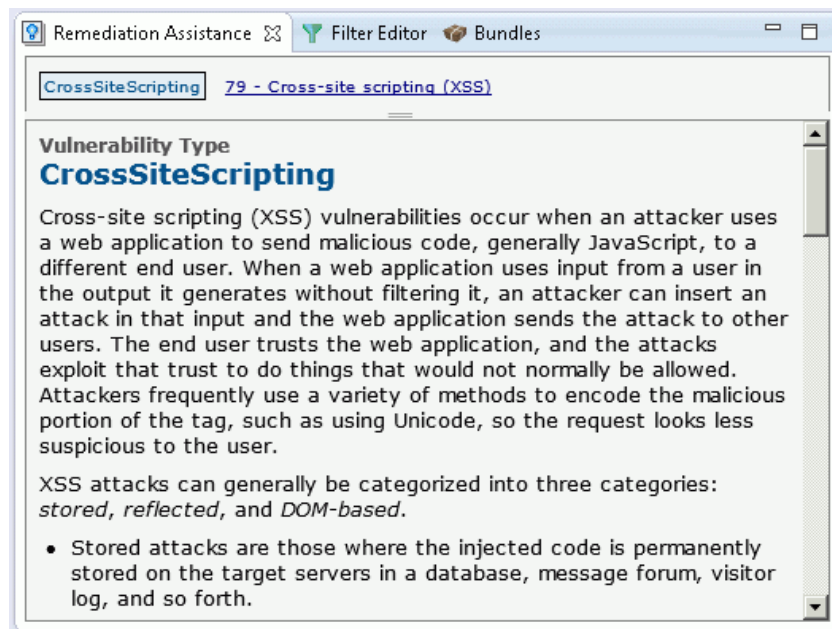 Remediation Assistance Filter Editor Bundles
CrossSiteScripting 79 - Cross-site scripting (XSS)
Vulnerability Type
CrossSiteScripting
Cross-site scripting (XSS) vulnerabilities occur when an attacker uses
a web application to send malicious code, generally JavaScript, to a
different end user. When a web application uses input from a user in
the output it generates without filtering it, an attacker can insert an
attack in that input and the web application sends the attack to other
users. The end user trusts the web application, and the attacks
exploit that trust to do things that would not normally be allowed.
Attackers frequently use a variety of methods to encode the malicious
portion of the tag, such as using Unicode, so the request looks less
suspicious to the user.
XSS attacks can generally be categorized into three categories:
stored, reflected, and DOM-based.
• Stored attacks are those where the injected code is permanently
stored on the target servers in a database, message forum, visitor
log, and so forth.